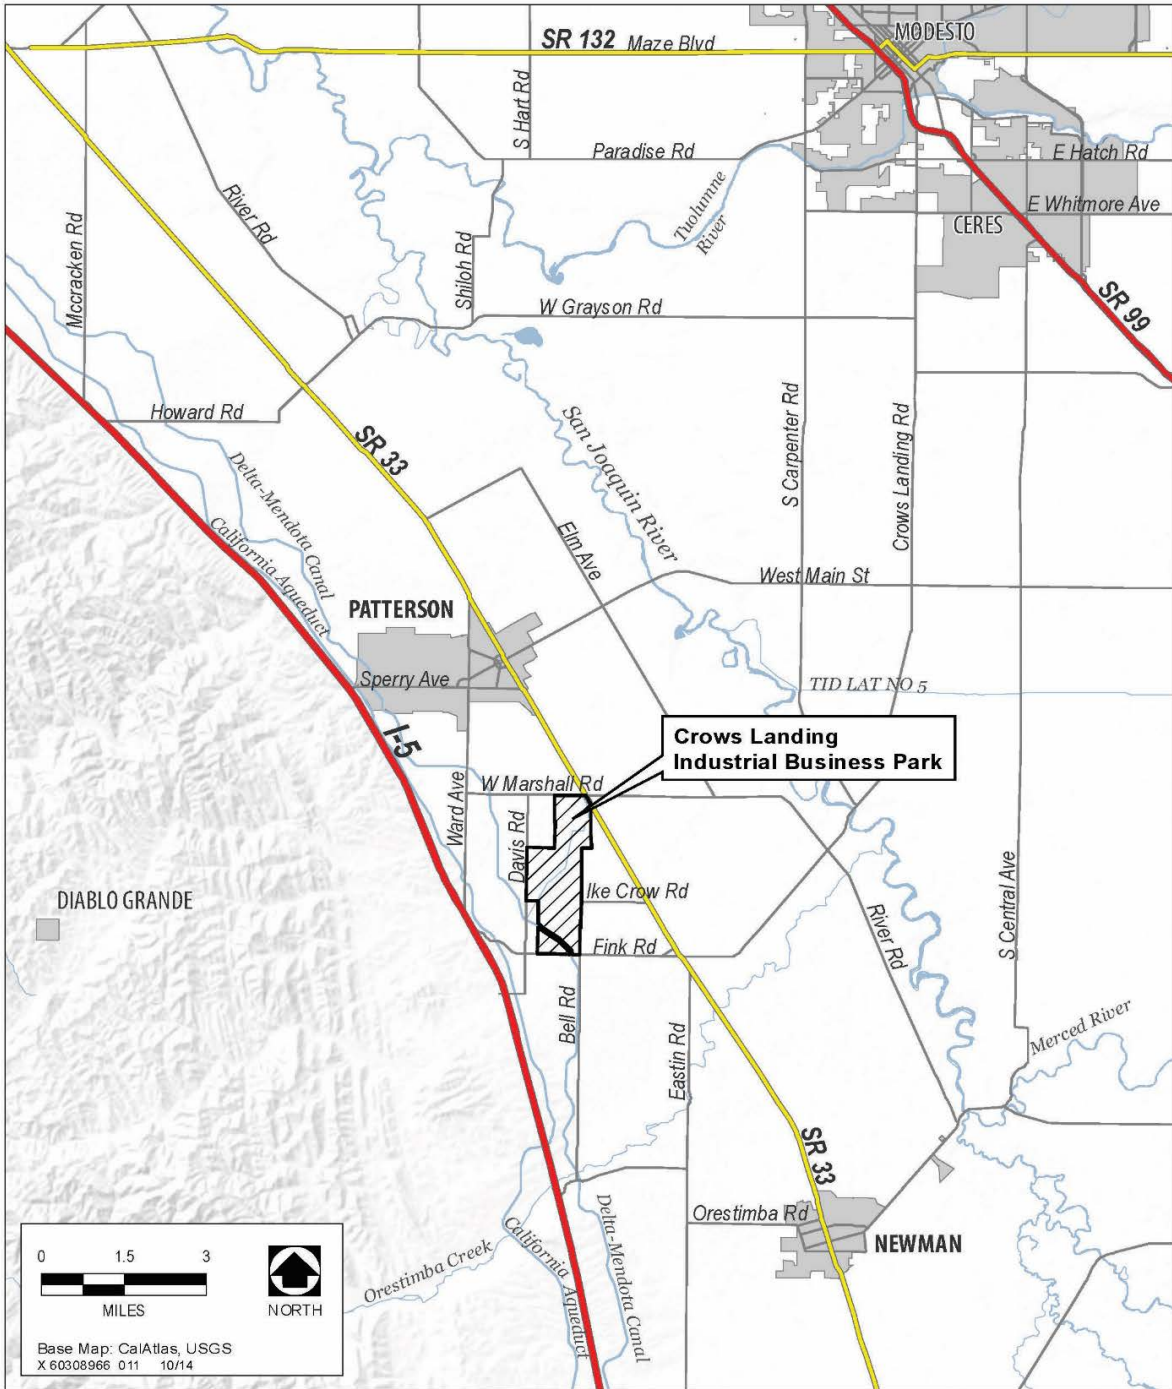 MODESTO
SR 132 Maze Blvd
S Hart Rd
Paradise Rd
E Hatch Rd
Tuolumne
River
River Rd
E Whitmore Ave
CERES
Mccracken Rd
Shiloh Rd
W Grayson Rd
SR 99
Howard Rd
SR 33
San Joaquin River
S Carpenter Rd
Crows Landing Rd
Delta-Mendota Canal
California Aqueduct
Elm Ave
West Main St
PATTERSON
Sperry Ave
TID LAT NO 5
I-5
Crows Landing
Industrial Business Park
W Marshall Rd
Ward Ave
Davis Rd
DIABLO GRANDE
Ike Crow Rd
River Rd
S Central Ave
Fink Rd
Bell Rd
Eastin Rd
Merced River
SR 33
Orestimba Rd
NEWMAN
Orestimba Creek
California Aqueduct
Delta-Mendota Canal
0 1.5 3
MILES
NORTH
Base Map: CalAtlas, USGS
X 60308966 011 10/14